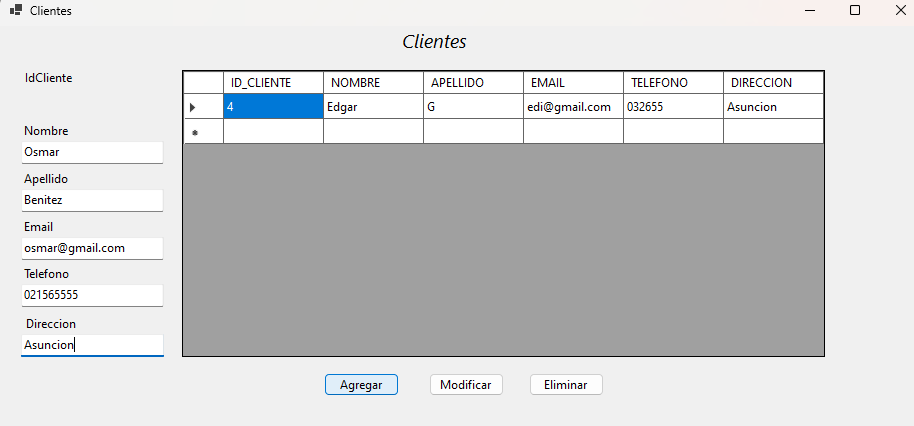 Clientes
Clientes
IdCliente
ID_CLIENTE NOMBRE APELLIDO EMAIL TELEFONO DIRECCION
4 Edgar G edi@gmail.com 032655 Asuncion
Nombre
Osmar
Apellido
Benitez
Email
osmar@gmail.com
Telefono
021565555
Direccion
Asuncion
Agregar Modificar Eliminar